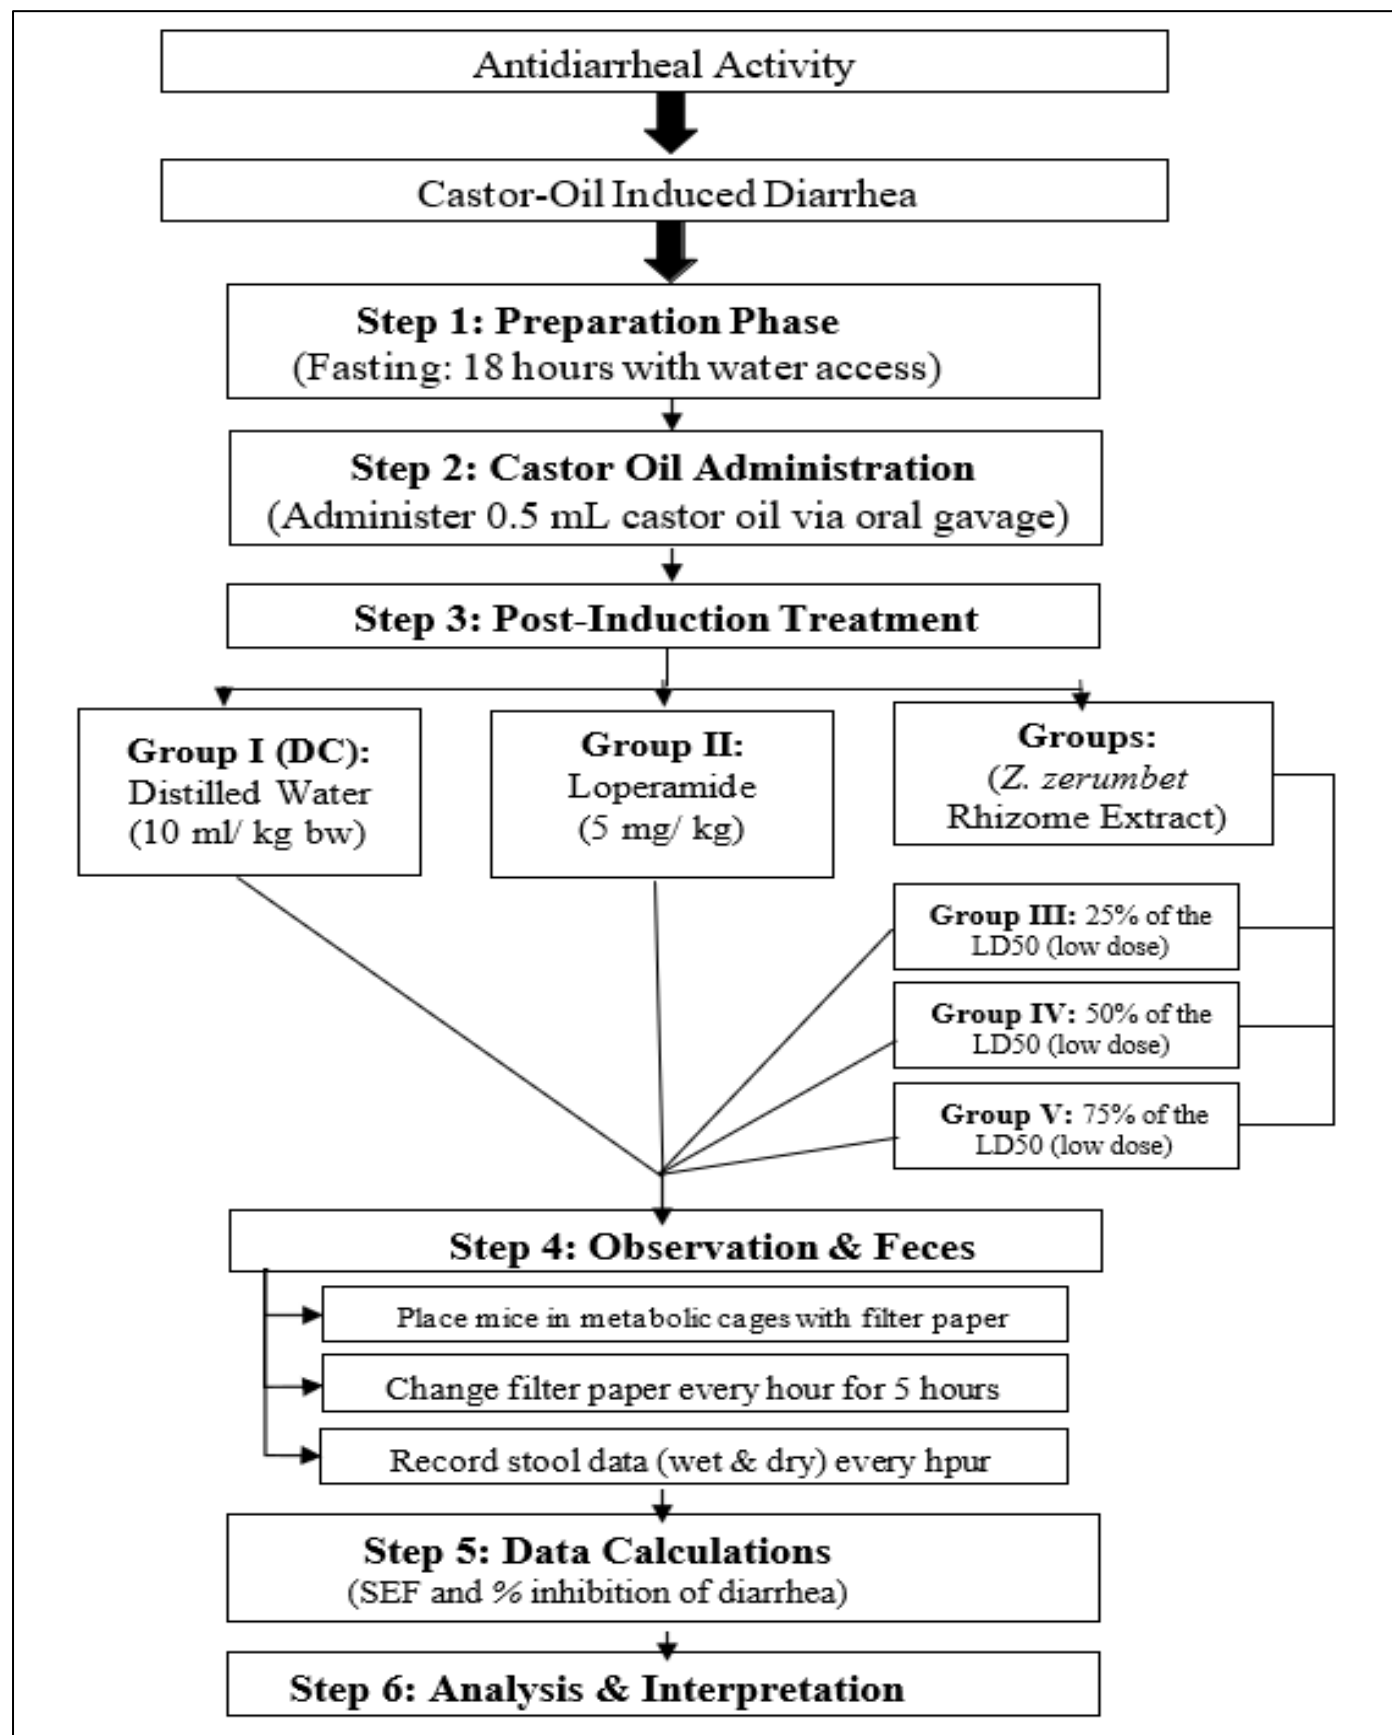 Antidiarrheal Activity
Castor-Oil Induced Diarrhea
Step 1: Preparation Phase
(Fasting: 18 hours with water access)
Step 2: Castor Oil Administration
(Administer 0.5 mL castor oil via oral gavage)
Step 3: Post-Induction Treatment
Group I (DC):
Distilled Water
(10 ml/ kg bw)
Group II:
Loperamide
(5 mg/ kg)
Groups:
(Z. zerumbet
Rhizome Extract)
Group III: 25% of the
LD50 (low dose)
Group IV: 50% of the
LD50 (low dose)
Group V: 75% of the
LD50 (low dose)
Step 4: Observation & Feces
Place mice in metabolic cages with filter paper
Change filter paper every hour for 5 hours
Record stool data (wet & dry) every hpur
Step 5: Data Calculations
(SEF and % inhibition of diarrhea)
Step 6: Analysis & Interpretation